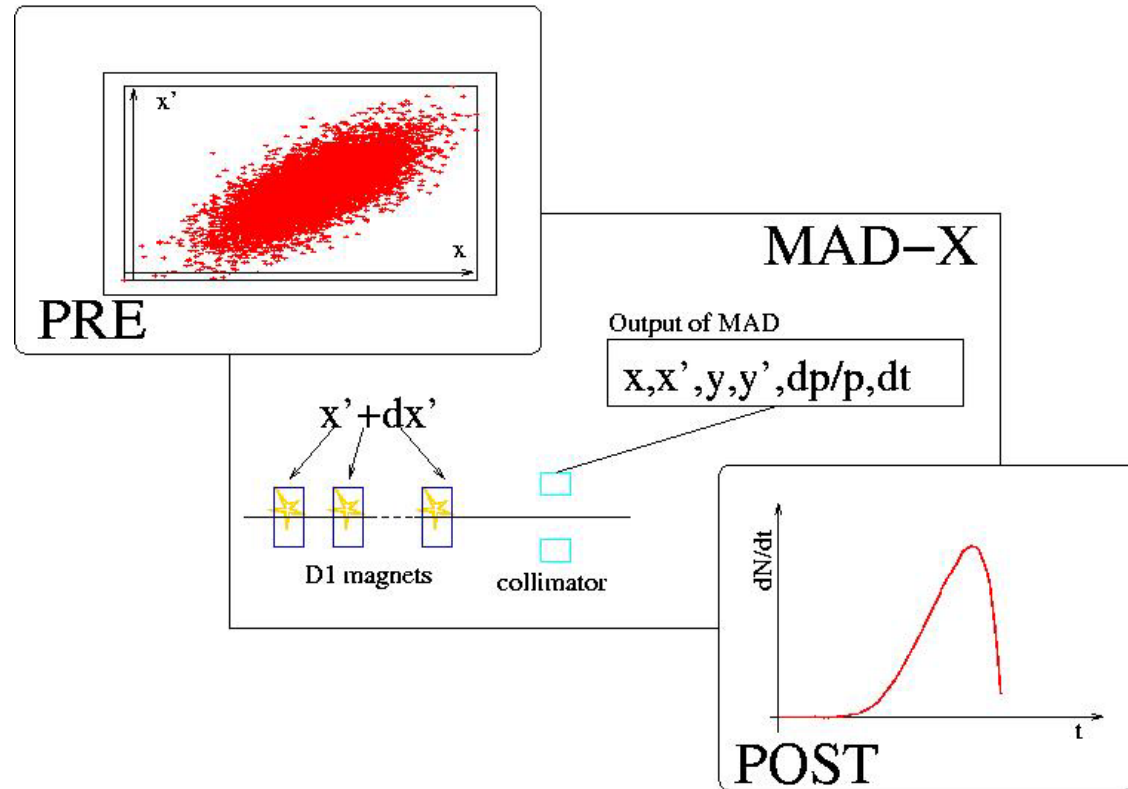 x’
x
PRE
MAD–X
Output of MAD
x,x’,y,y’,dp/p,dt
x’+dx’
D1 magnets
collimator
dN/dt
t
POST